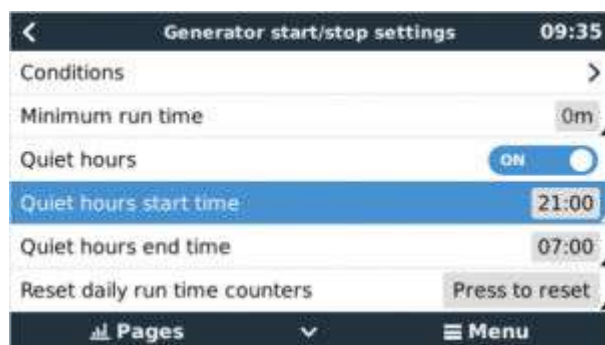 Generator start/stop settings 09:35
Conditions
Minimum run time 0m
Quiet hours ON
Quiet hours start time 21:00
Quiet hours end time 07:00
Reset daily run time counters Press to reset
Pages Menu